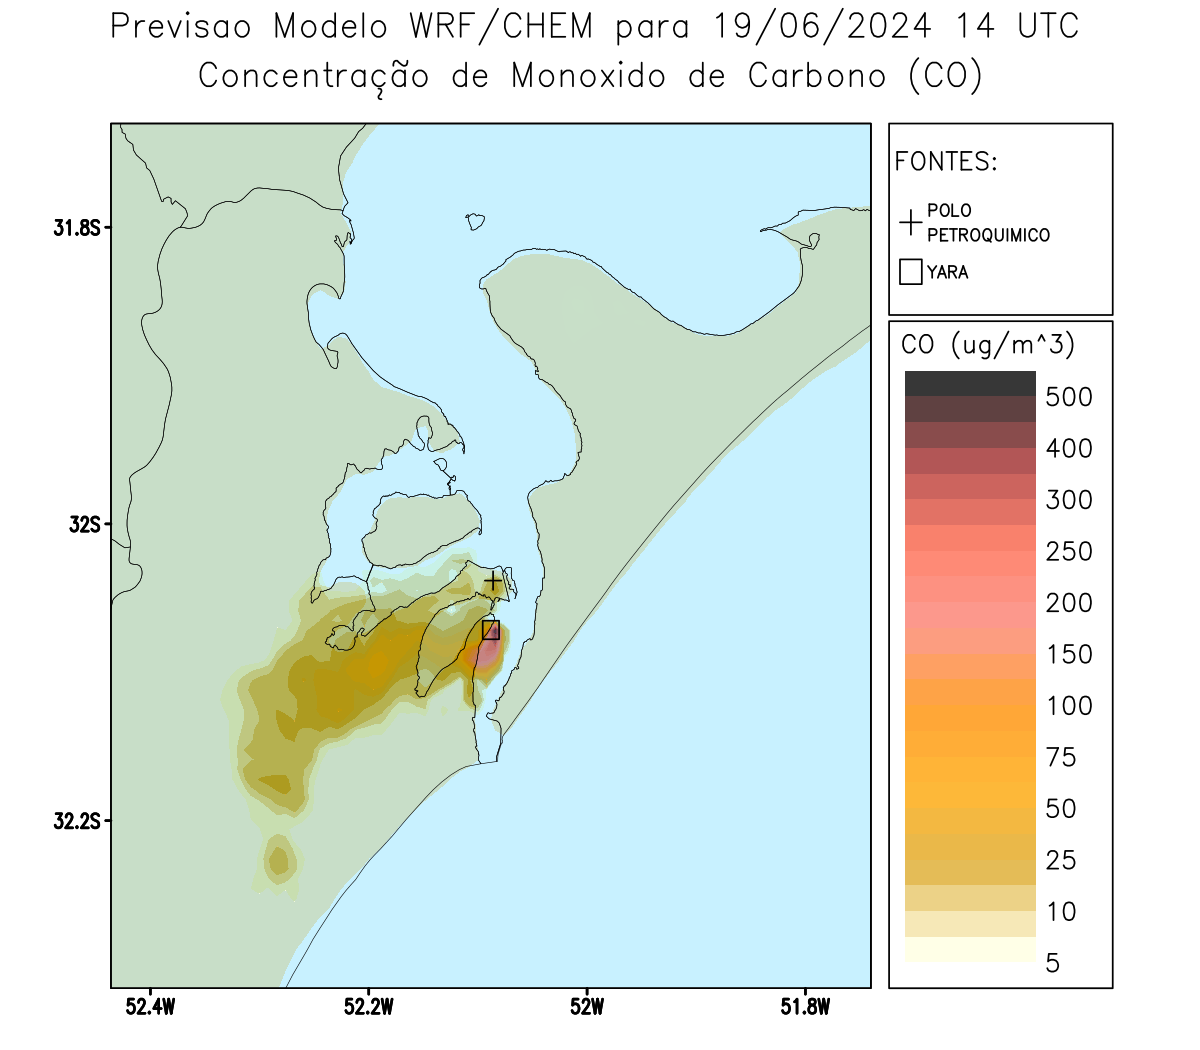 Previsao Modelo WRF/CHEM para 19/06/2024 14 UTC
Concentração de Monoxido de Carbono (CO)
FONTES:
POLO
PETROQUIMICO
YARA
31.8S
32S
32.2S
52.4W
52.2W
52W
51.8W
CO (ug/m^3)
500
400
300
250
200
150
100
75
50
25
10
5